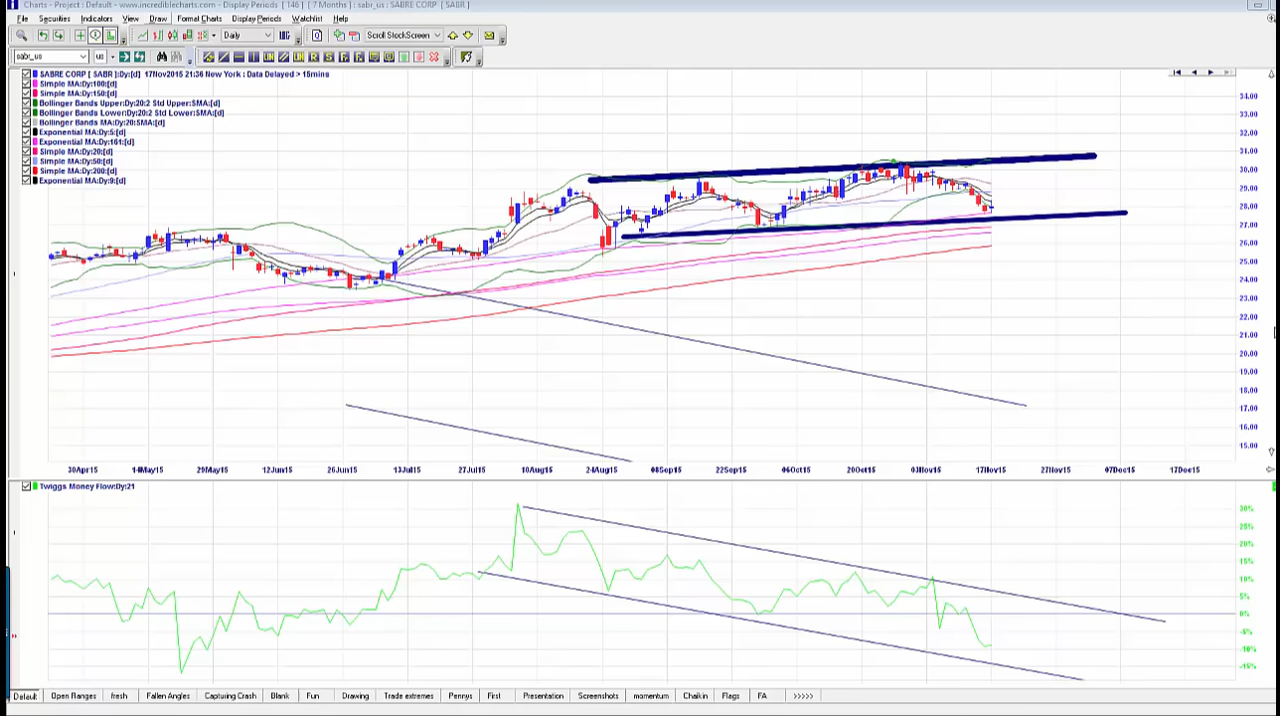 Charts - Project : Default - www.incrediblecharts.com - Display Periods [ 146 ] [ 7 Months ] : sabr_us : SABRE CORP [ SABR ]
File Securities Indicators View Draw Format Charts Display Periods Watchlist Help
Daily Scroll StockScreen
sabr_us us
SABRE CORP [ SABR ]:Dy:[d] 17Nov2015 21:36 New York : Data Delayed > 15mins
Simple MA:Dy:100:[d]
Simple MA:Dy:150:[d]
Bollinger Bands Upper:Dy:20:2 Std Upper:SMA:[d]
Bollinger Bands Lower:Dy:20:2 Std Lower:SMA:[d]
Bollinger Bands MA:Dy:20:SMA:[d]
Exponential MA:Dy:5:[d]
Exponential MA:Dy:161:[d]
Simple MA:Dy:20:[d]
Simple MA:Dy:50:[d]
Simple MA:Dy:200:[d]
Exponential MA:Dy:9:[d]
34.00
33.00
32.00
31.00
30.00
29.00
28.00
27.00
26.00
25.00
24.00
23.00
22.00
21.00
20.00
19.00
18.00
17.00
16.00
15.00
30Apr15 14May15 29May15 12Jun15 26Jun15 13Jul15 27Jul15 10Aug15 24Aug15 08Sep15 22Sep15 06Oct15 20Oct15 03Nov15 17Nov15 27Nov15 07Dec15 17Dec15
Twiggs Money Flow:Dy:21
30%
25%
20%
15%
10%
5%
0%
-5%
-10%
-15%
Default Open Ranges fresh Fallen Angles Capturing Crash Blank Fun Drawing Trade extremes Pennys First Presentation Screenshots momentum Chaikin Flags FA >>>>>